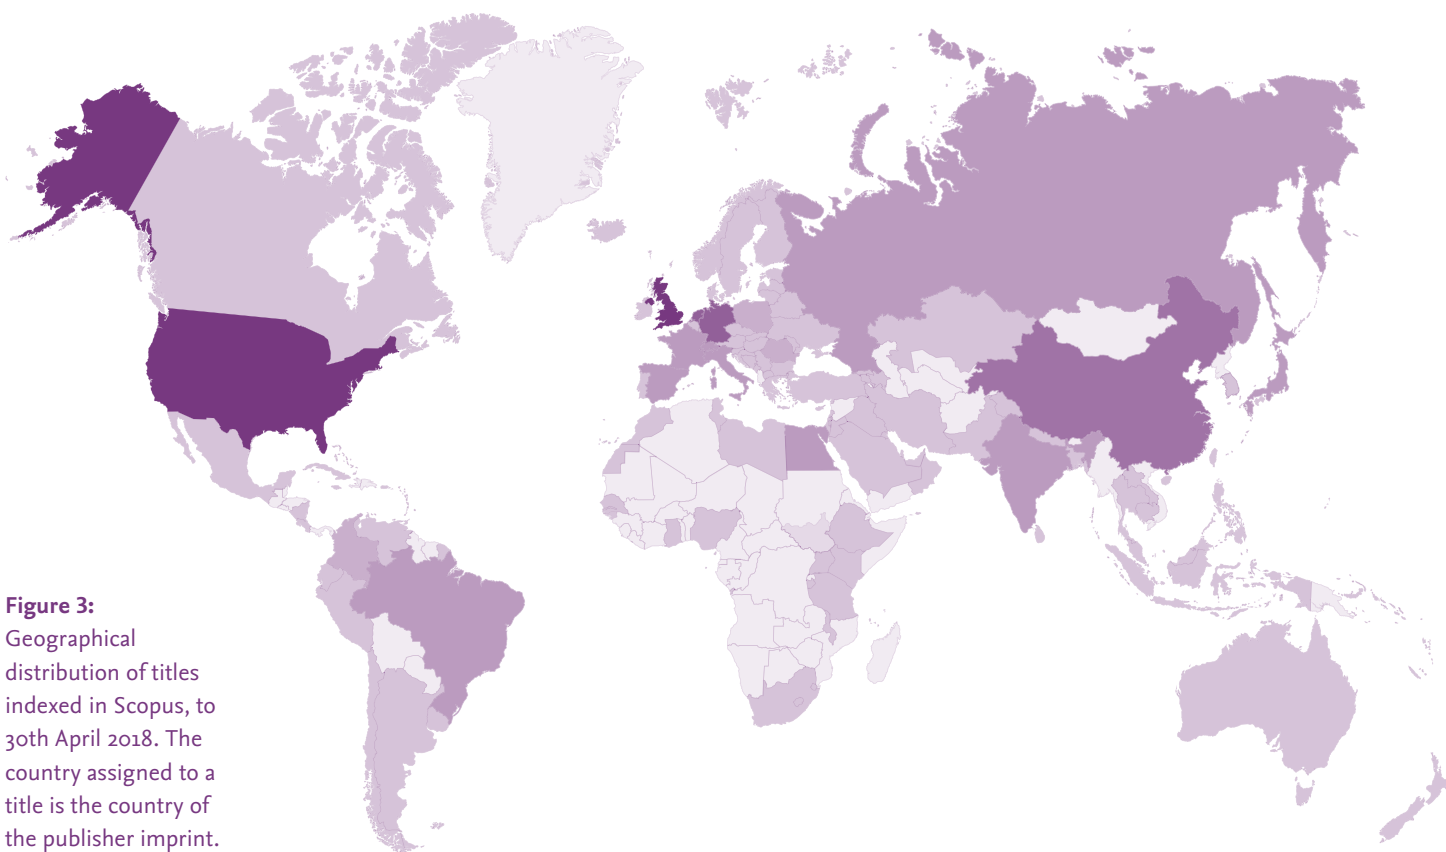 Figure 3:
Geographical
distribution of titles
indexed in Scopus, to
30th April 2018. The
country assigned to a
title is the country of
the publisher imprint.